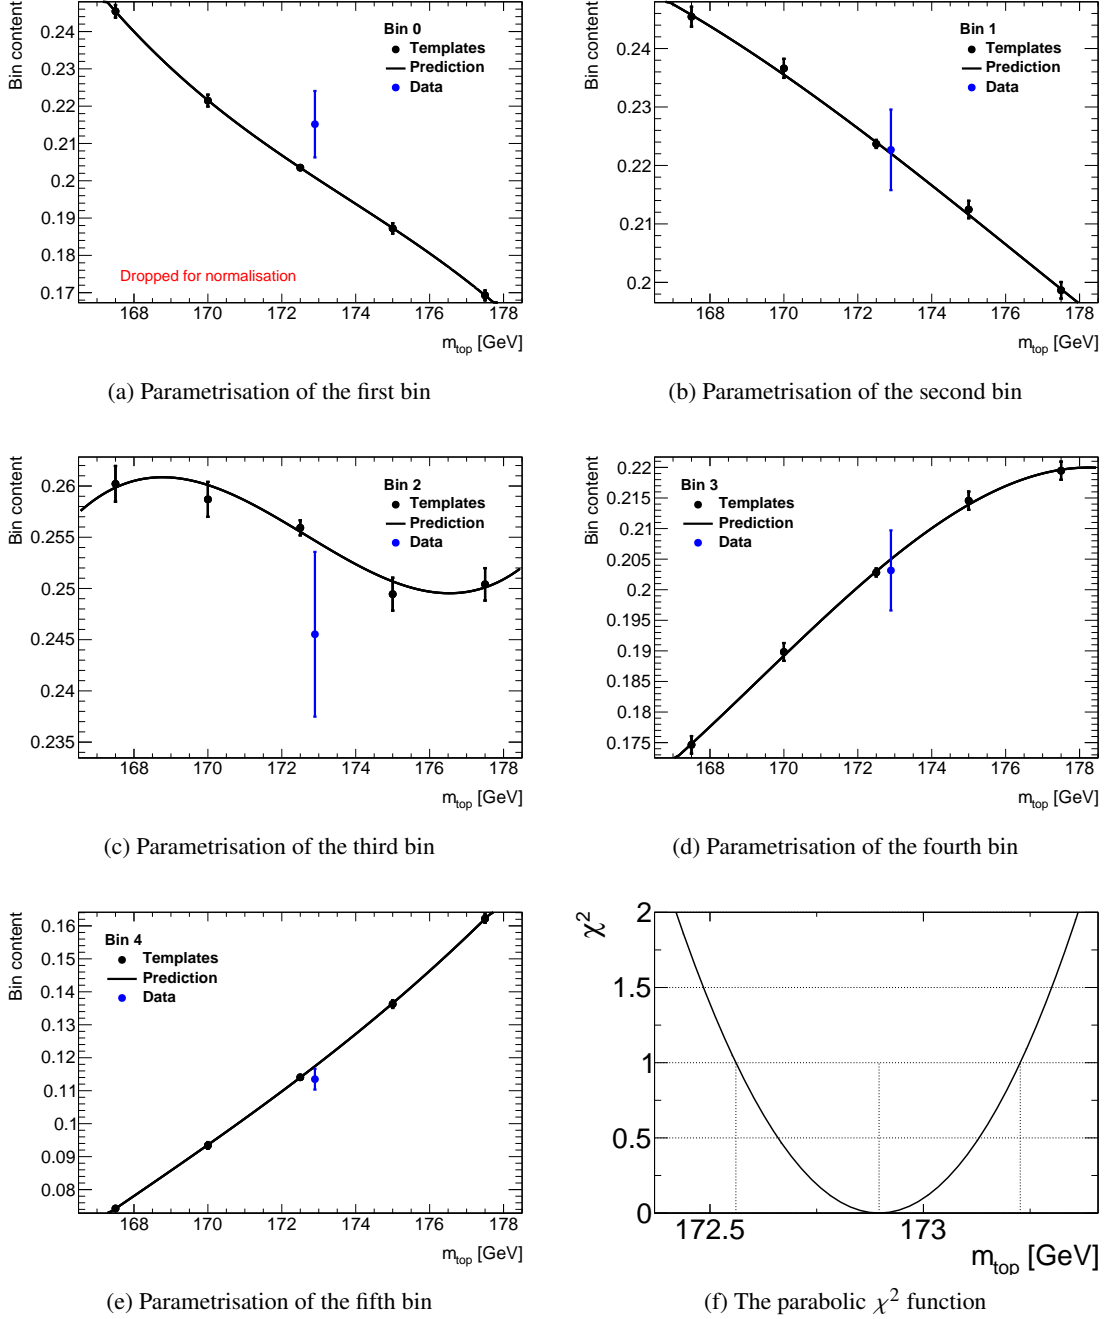 Bin content
0.24
0.23
0.22
0.21
0.2
0.19
0.18
0.17
Bin 0
Templates
Prediction
Data
Dropped for normalisation
168 170 172 174 176 178
m_top [GeV]
(a) Parametrisation of the first bin
Bin content
0.24
0.23
0.22
0.21
0.2
Bin 1
Templates
Prediction
Data
168 170 172 174 176 178
m_top [GeV]
(b) Parametrisation of the second bin
Bin content
0.26
0.255
0.25
0.245
0.24
0.235
Bin 2
Templates
Prediction
Data
168 170 172 174 176 178
m_top [GeV]
(c) Parametrisation of the third bin
Bin content
0.22
0.215
0.21
0.205
0.2
0.195
0.19
0.185
0.18
0.175
Bin 3
Templates
Prediction
Data
168 170 172 174 176 178
m_top [GeV]
(d) Parametrisation of the fourth bin
Bin content
0.16
0.15
0.14
0.13
0.12
0.11
0.1
0.09
0.08
Bin 4
Templates
Prediction
Data
168 170 172 174 176 178
m_top [GeV]
(e) Parametrisation of the fifth bin
χ²
2
1.5
1
0.5
0
172.5 173
m_top [GeV]
(f) The parabolic χ² function